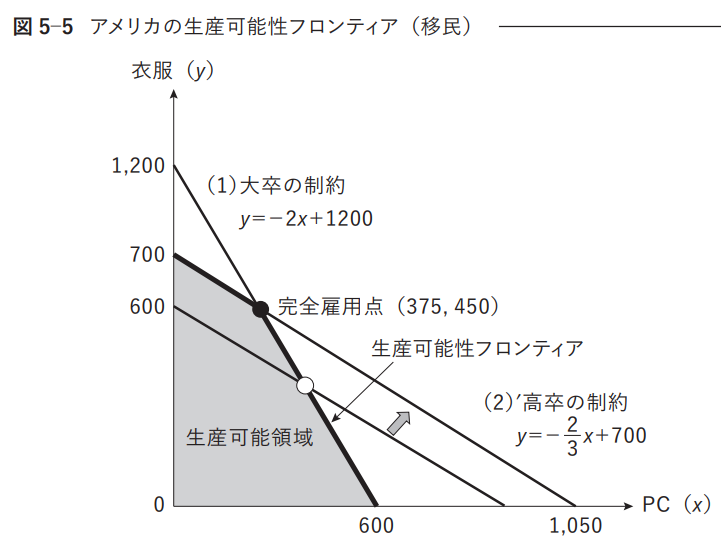 図 5-5 アメリカの生産可能性フロンティア（移民）
衣服（y）
1,200
(1)大卒の制約
y=−2x+1200
700
600
完全雇用点（375, 450）
生産可能性フロンティア
(2)′高卒の制約
y=−2/3x+700
生産可能領域
0
600
1,050
PC（x）